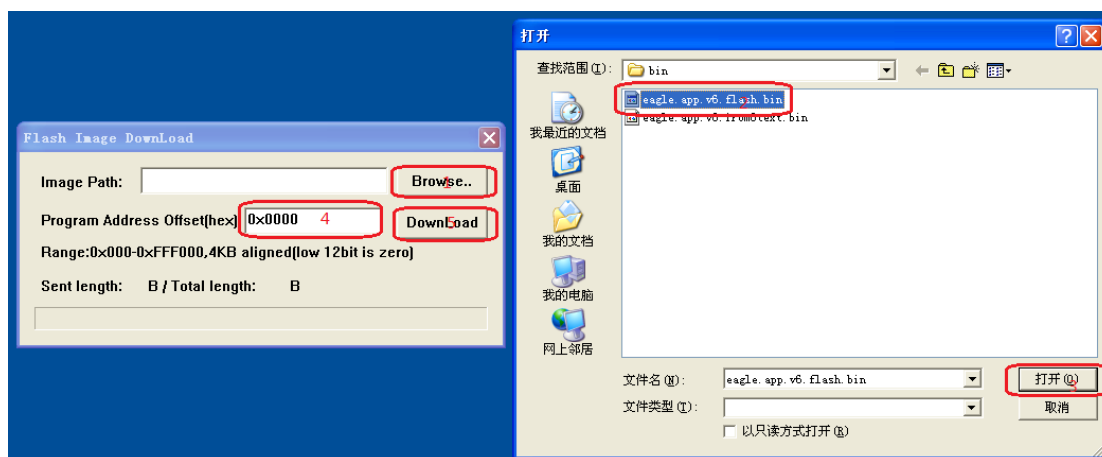 Flash Image DownLoad
Image Path:
Browse..
1
Program Address Offset(hex)
0x0000
4
DownLoad
5
Range:0x000-0xFFF000,4KB aligned(low 12bit is zero)
Sent length: B / Total length: B
打开
查找范围(I):
bin
eagle.app.v6.flash.bin
2
eagle.app.v6.irom0text.bin
我最近的文档
桌面
我的文档
我的电脑
网上邻居
文件名(N):
eagle.app.v6.flash.bin
打开(O)
3
文件类型(T):
取消
以只读方式打开(R)